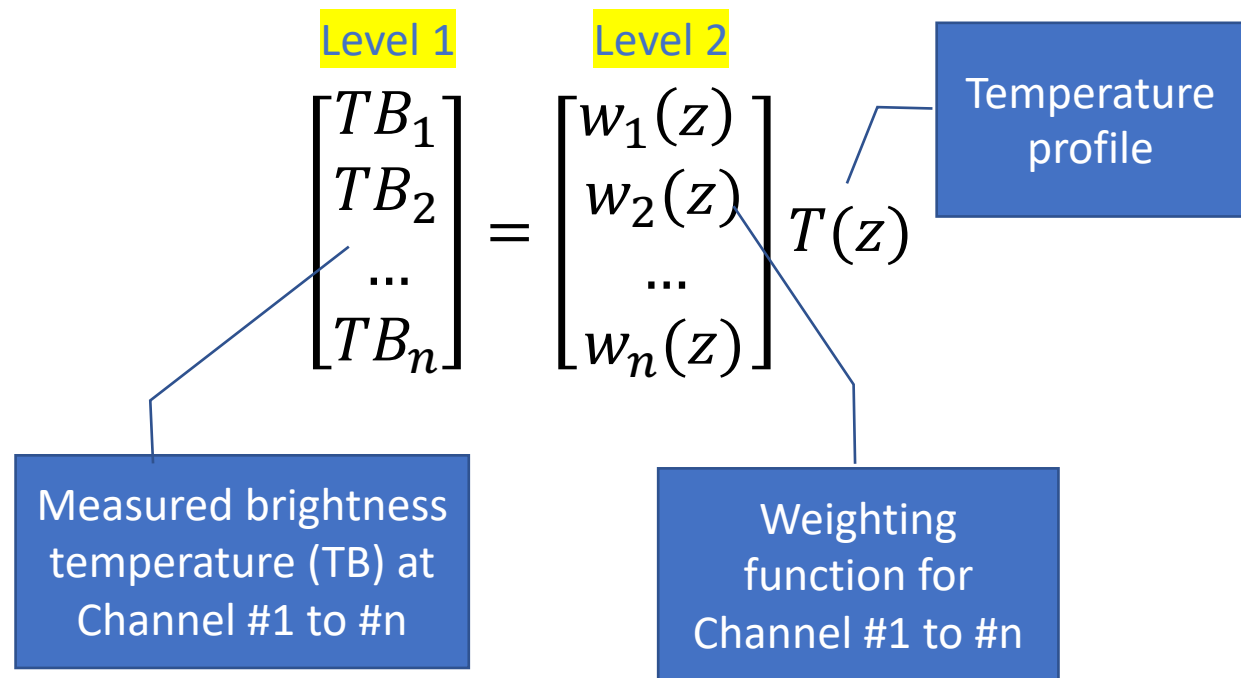 Level 1 Level 2
TB₁ w₁(z)
TB₂ w₂(z)
= T(z)
... ...
TBₙ wₙ(z)
Temperature
profile
Measured brightness
temperature (TB) at
Channel #1 to #n
Weighting
function for
Channel #1 to #n